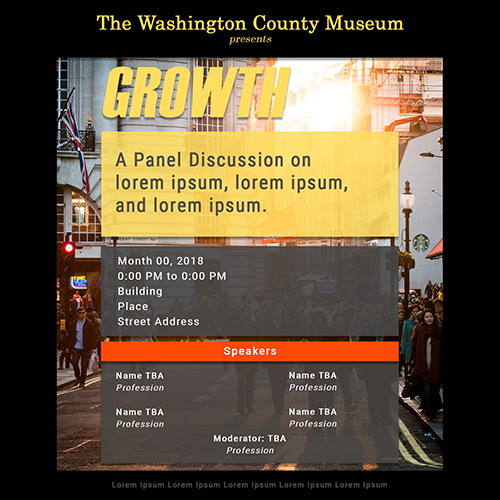 The Washington County Museum
presents
GROWTH
A Panel Discussion on
lorem ipsum, lorem ipsum,
and lorem ipsum.
Month 00, 2018
0:00 PM to 0:00 PM
Building
Place
Street Address
Speakers
Name TBA
Profession
Name TBA
Profession
Name TBA
Profession
Name TBA
Profession
Moderator: TBA
Profession
Lorem Ipsum Lorem Ipsum Lorem Ipsum Lorem Ipsum Lorem Ipsum